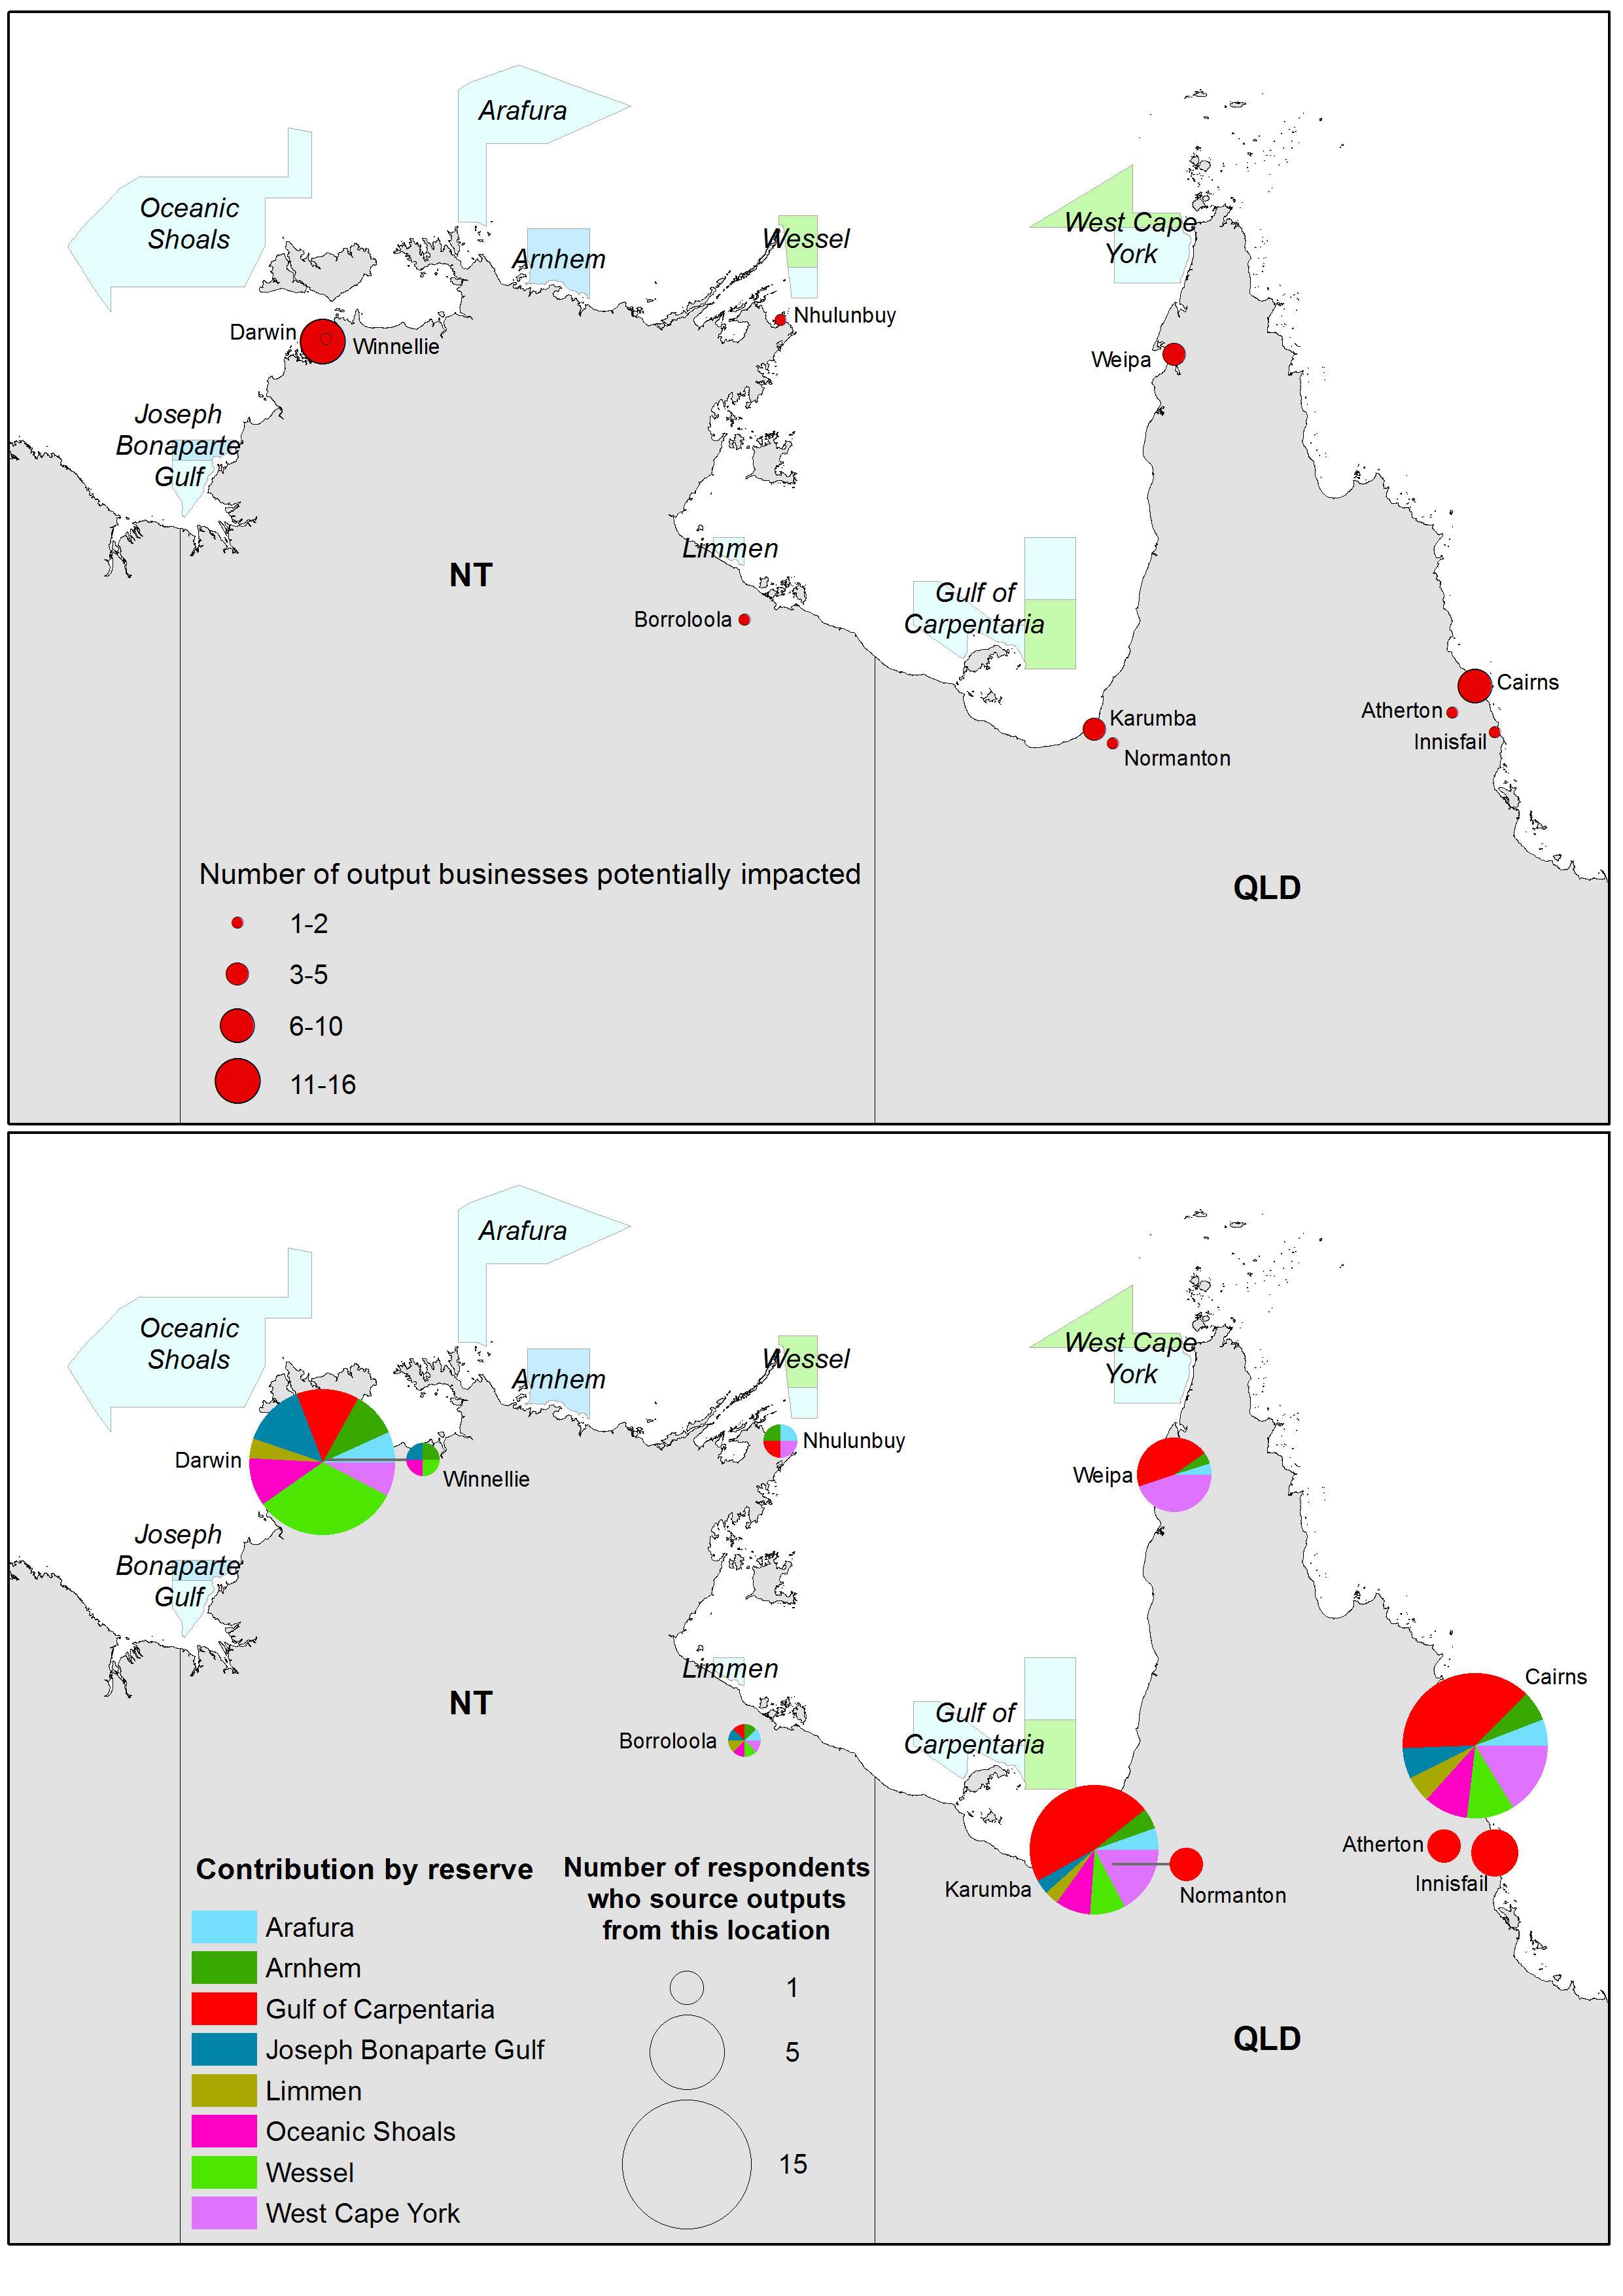 Arafura
Oceanic
Shoals
West Cape
York
Wessel
Arnhem
Nhulunbuy
Darwin
Winnellie
Weipa
Joseph
Bonaparte
Gulf
Limmen
NT
Gulf of
Carpentaria
Borroloola
Cairns
Atherton
Karumba
Innisfail
Normanton
Number of output businesses potentially impacted
QLD
1-2
3-5
6-10
11-16
Arafura
Oceanic
Shoals
West Cape
York
Wessel
Arnhem
Nhulunbuy
Darwin
Winnellie
Weipa
Joseph
Bonaparte
Gulf
Limmen
Cairns
NT
Gulf of
Carpentaria
Borroloola
Atherton
Innisfail
Karumba
Normanton
Contribution by reserve
Arafura
Arnhem
Gulf of Carpentaria
Joseph Bonaparte Gulf
Limmen
Oceanic Shoals
Wessel
West Cape York
Number of respondents
who source outputs
from this location
1
5
15
QLD